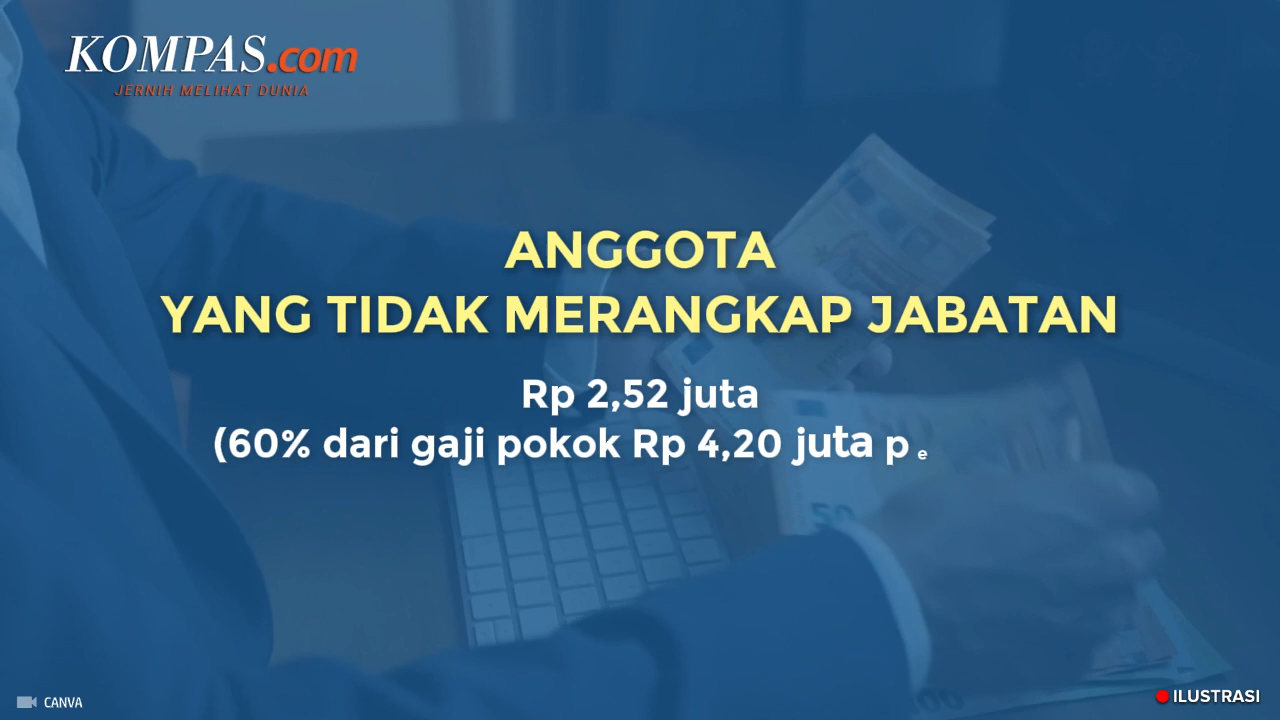 KOMPAS.com
JERNIH MELIHAT DUNIA
ANGGOTA
YANG TIDAK MERANGKAP JABATAN
Rp 2,52 juta
(60% dari gaji pokok Rp 4,20 juta pe
CANVA
ILUSTRASI